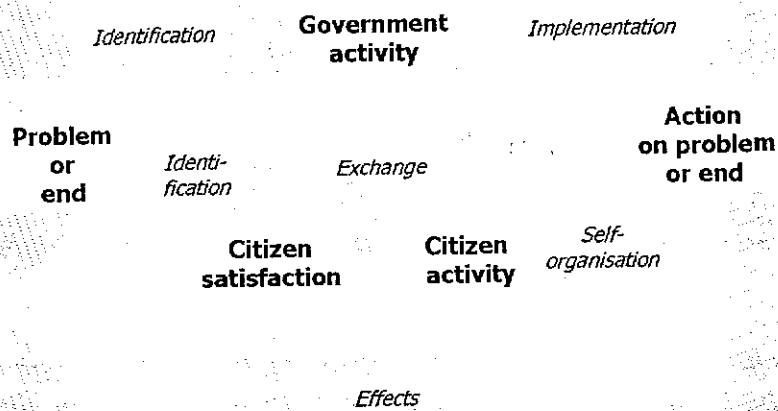 Identification
Government
activity
Implementation
Problem
or
end
Identi-
fication
Exchange
Action
on problem
or end
Citizen
satisfaction
Citizen
activity
Self-
organisation
Effects